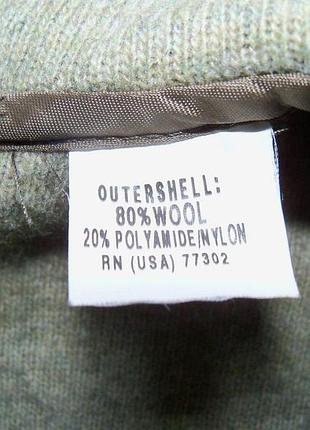 OUTERSHELL:
80% WOOL
20% POLYAMIDE/NYLON
RN (USA) 77302